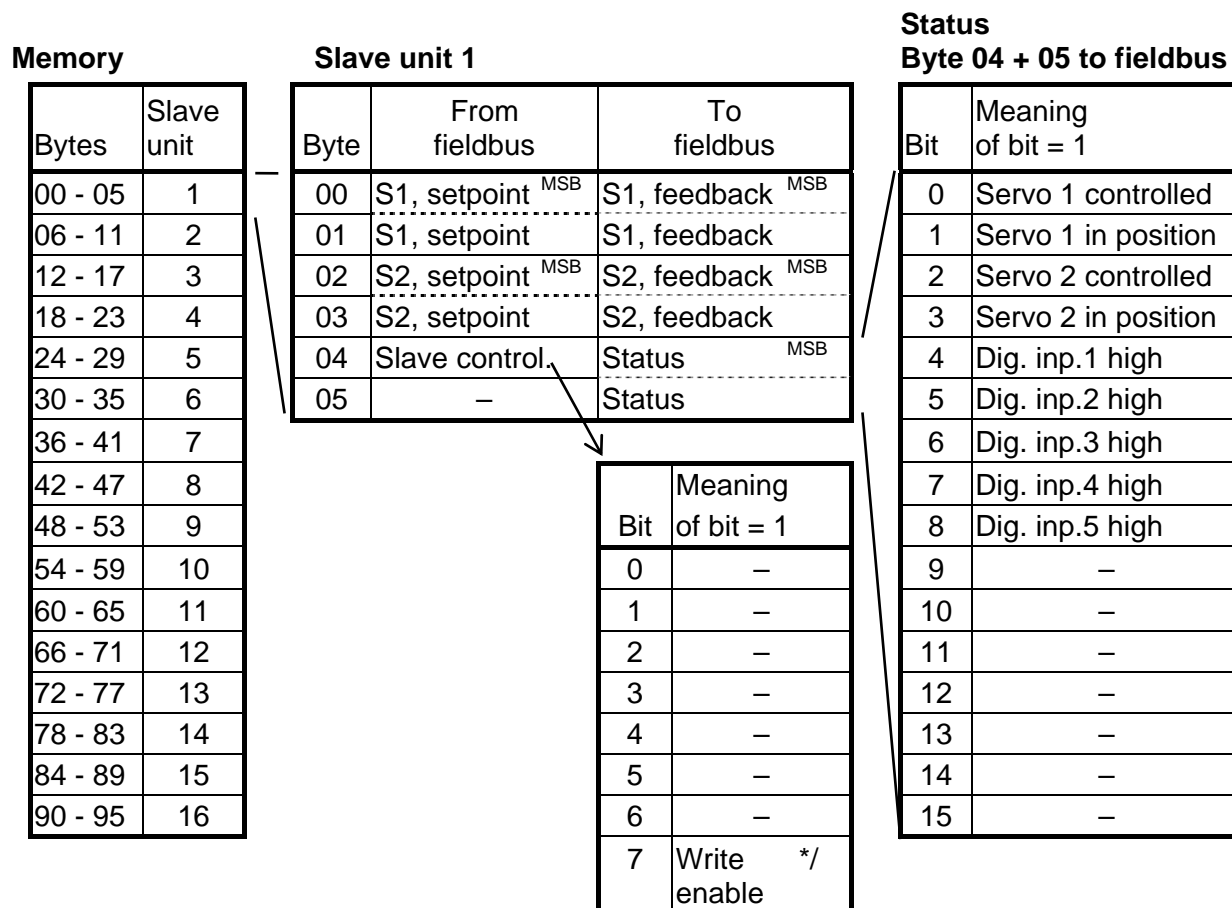 Memory
Bytes Slave unit
00 - 05 1
06 - 11 2
12 - 17 3
18 - 23 4
24 - 29 5
30 - 35 6
36 - 41 7
42 - 47 8
48 - 53 9
54 - 59 10
60 - 65 11
66 - 71 12
72 - 77 13
78 - 83 14
84 - 89 15
90 - 95 16
Slave unit 1
Byte From fieldbus To fieldbus
00 S1, setpoint MSB S1, feedback MSB
01 S1, setpoint S1, feedback
02 S2, setpoint MSB S2, feedback MSB
03 S2, setpoint S2, feedback
04 Slave control. Status MSB
05 – Status
Bit Meaning of bit = 1
0 –
1 –
2 –
3 –
4 –
5 –
6 –
7 Write */
enable
Status
Byte 04 + 05 to fieldbus
Bit Meaning of bit = 1
0 Servo 1 controlled
1 Servo 1 in position
2 Servo 2 controlled
3 Servo 2 in position
4 Dig. inp.1 high
5 Dig. inp.2 high
6 Dig. inp.3 high
7 Dig. inp.4 high
8 Dig. inp.5 high
9 –
10 –
11 –
12 –
13 –
14 –
15 –